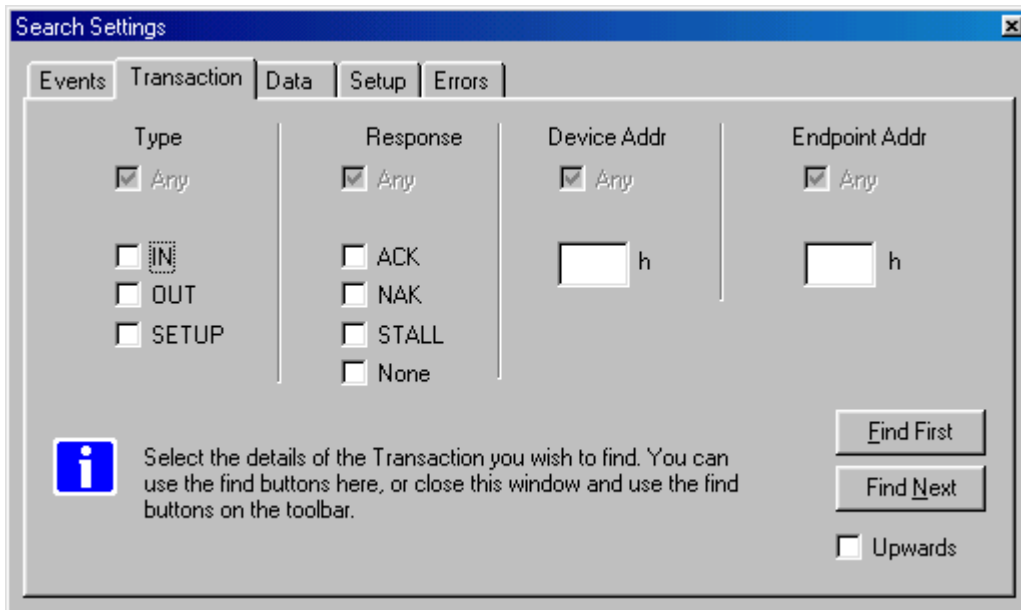 Search Settings
Events Transaction Data Setup Errors
Type Response Device Addr Endpoint Addr
Any Any Any Any
IN ACK h h
OUT NAK
SETUP STALL
None
Find First
Select the details of the Transaction you wish to find. You can
use the find buttons here, or close this window and use the find
buttons on the toolbar.
Find Next
Upwards